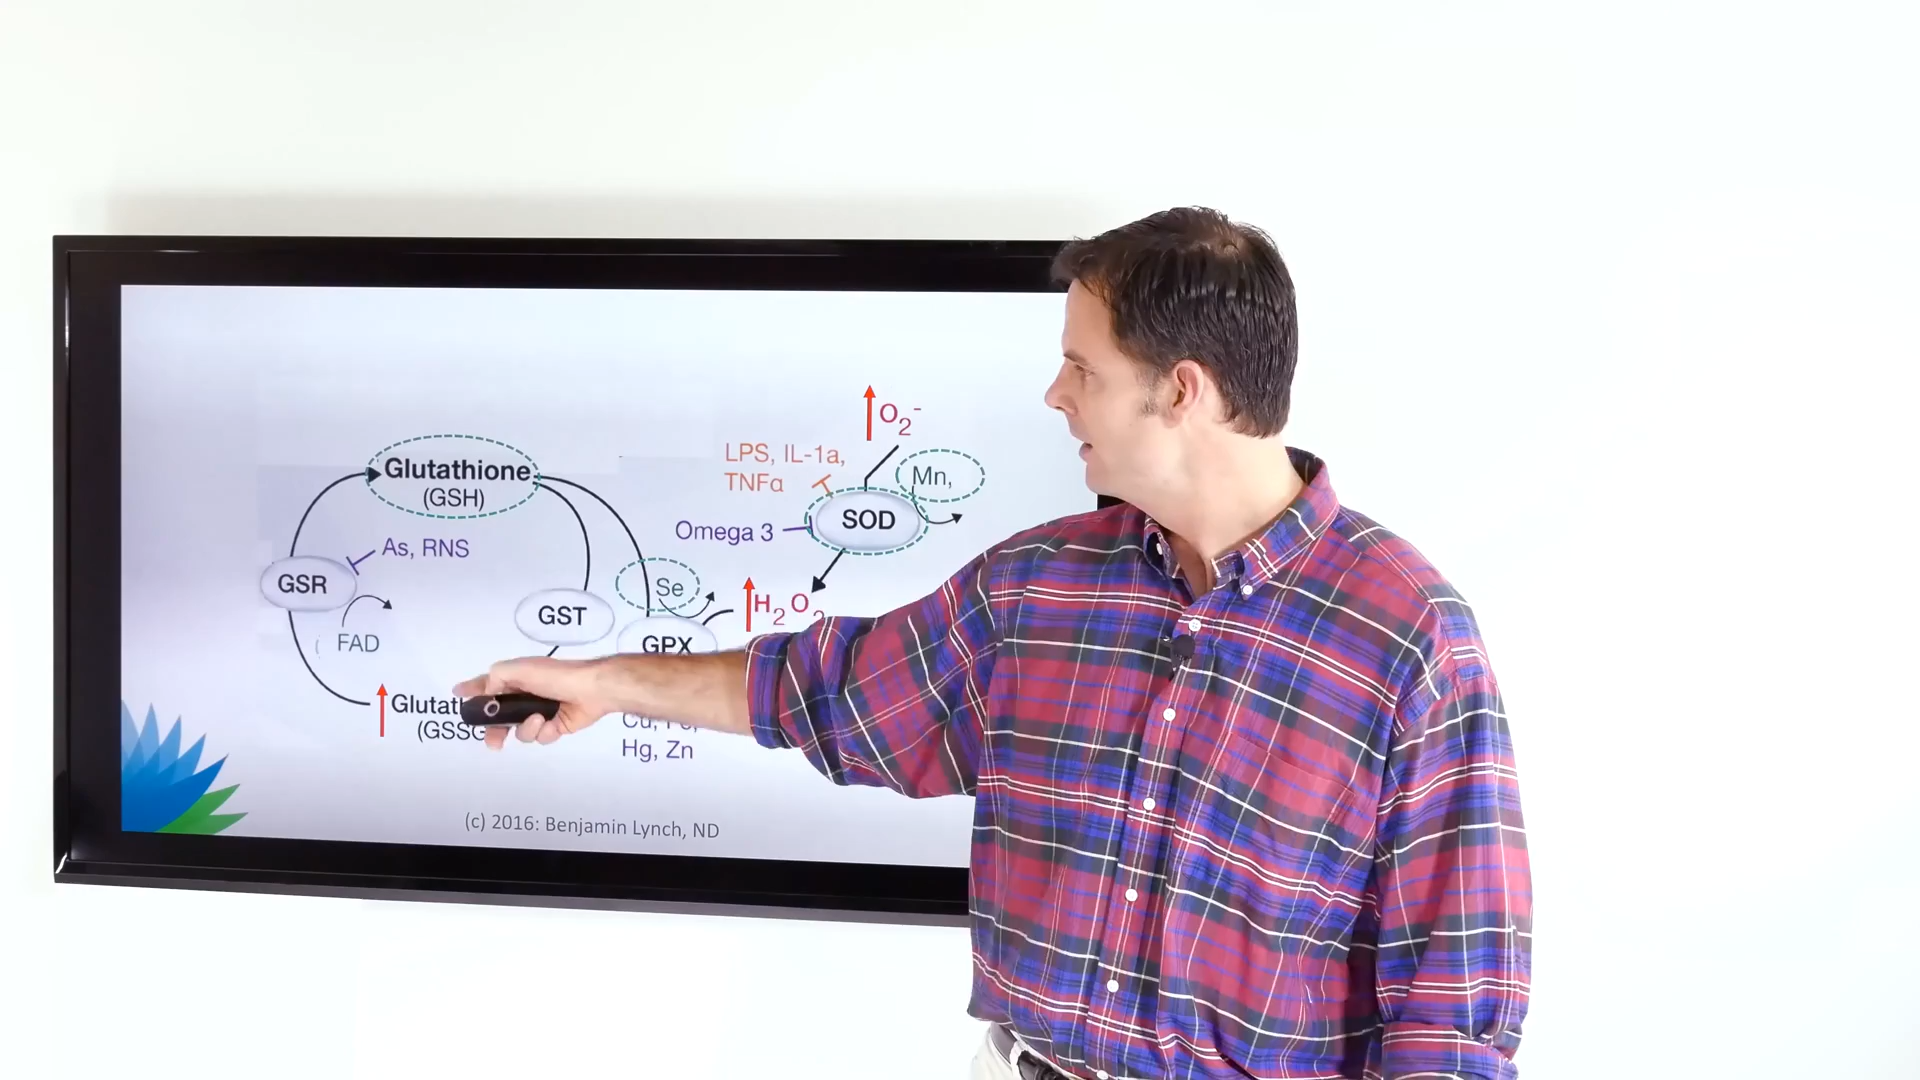 O2-
LPS, IL-1a,
TNFα
Mn,
Glutathione
(GSH)
SOD
Omega 3
As, RNS
GSR
Se
H2O2
GST
GPX
FAD
Hg, Zn
(c) 2016: Benjamin Lynch, ND